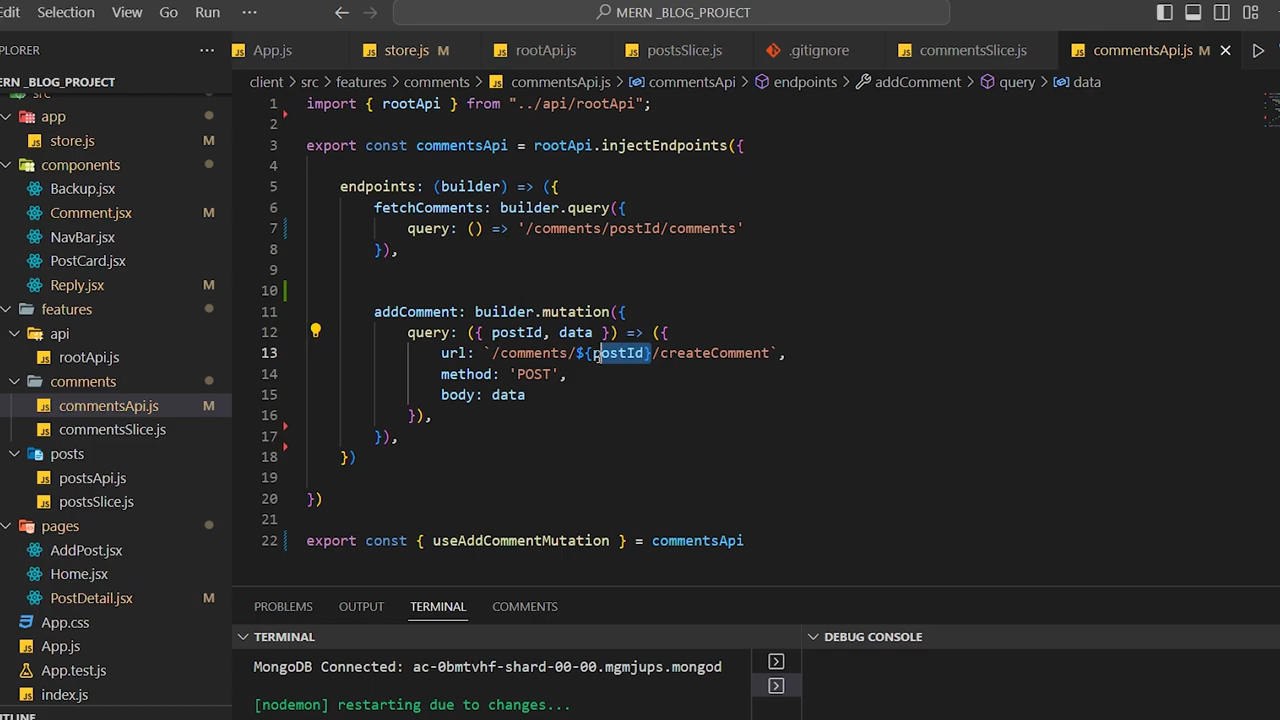 Edit Selection View Go Run ··· MERN _BLOG_PROJECT
PLORER ···
App.js store.js M rootApi.js postsSlice.js .gitignore commentsSlice.js commentsApi.js M
ERN_BLOG_PROJECT
client > src > features > comments > commentsApi.js > commentsApi > endpoints > addComment > query > data
src
app
store.js M
components
Backup.jsx
Comment.jsx M
NavBar.jsx
PostCard.jsx
Reply.jsx
features
api
rootApi.js
comments
commentsApi.js M
commentsSlice.js
posts
postsApi.js
postsSlice.js
pages
AddPost.jsx
Home.jsx
PostDetail.jsx M
App.css
App.js
App.test.js
index.js
UTLINE
1 import { rootApi } from "../api/rootApi";
2
3 export const commentsApi = rootApi.injectEndpoints({
4
5 endpoints: (builder) => ({
6 fetchComments: builder.query({
7 query: () => '/comments/postId/comments'
8 }),
9
10
11 addComment: builder.mutation({
12 query: ({ postId, data }) => ({
13 url: `/comments/${postId}/createComment`,
14 method: 'POST',
15 body: data
16 }),
17 }),
18 })
19
20 })
21
22 export const { useAddCommentMutation } = commentsApi
PROBLEMS OUTPUT TERMINAL COMMENTS
TERMINAL DEBUG CONSOLE
MongoDB Connected: ac-0bmtvhf-shard-00-00.mgmjups.mongod
[nodemon] restarting due to changes...